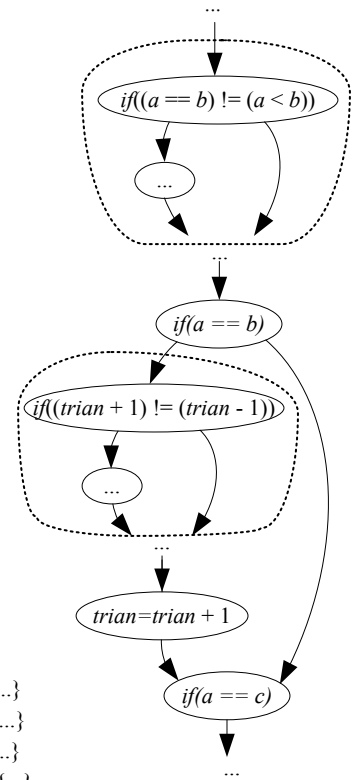 ...
if((a == b) != (a < b))
...
...
if(a == b)
if((trian + 1) != (trian - 1))
...
...
trian=trian + 1
..}
if(a == c)
...}
..}
...